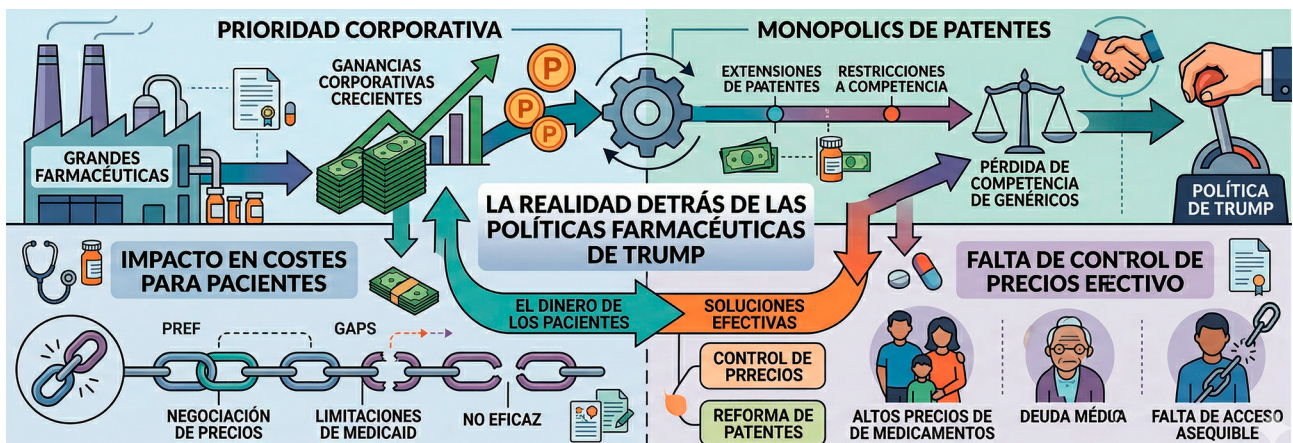 PRIORIDAD CORPORATIVA
MONOPOLICS DE PATENTES
GANANCIAS
CORPORATIVAS
CRECIENTES
P
P
P
EXTENSIONES
DE PAATENTES
RESTRICCIONES
A COMPETENCIA
GRANDES
FARMACÉUTICAS
PÉRDIDA DE
COMPETENCIA
DE GENÉRICOS
POLÍTICA
DE TRUMP
LA REALIDAD DETRÁS DE LAS
POLÍTICAS FARMACÉUTICAS
DE TRUMP
IMPACTO EN COSTES
PARA PACIENTES
FALTA DE CONTROL DE
PRECIOS EFECTIVO
EL DINERO DE
LOS PACIENTES
SOLUCIONES
EFECTIVAS
PREF
GAPS
CONTROL DE
PRRECIOS
REFORMA DE
PATENTES
NEGOCIACIÓN
DE PRECIOS
LIMITACIONES
DE MEDICAID
NO EFICAZ
ALTOS PRECIOS DE
DE MEDICAMENTOS
DEUDA
FALTA DE ACCESO
ASEQUIBLE